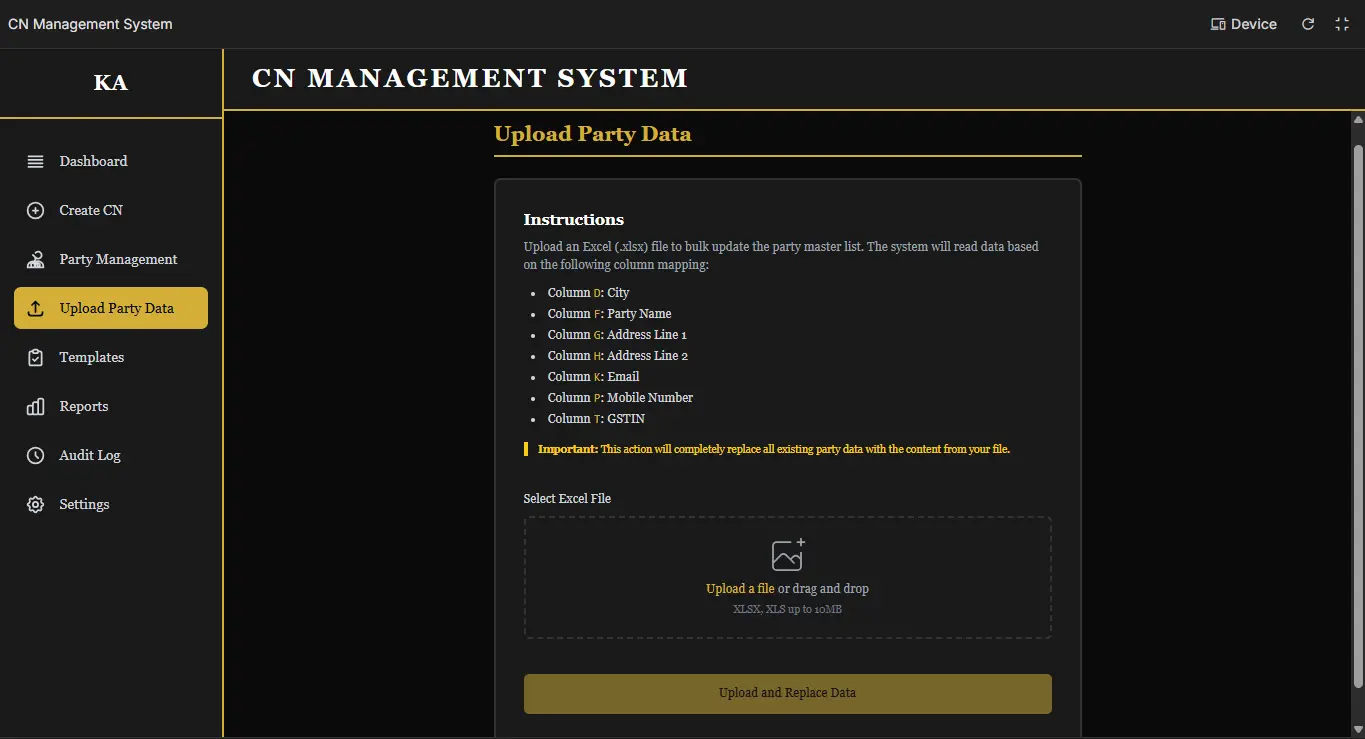 CN Management System
Device
KA
CN MANAGEMENT SYSTEM
Dashboard
Create CN
Party Management
Upload Party Data
Templates
Reports
Audit Log
Settings
Upload Party Data
Instructions
Upload an Excel (.xlsx) file to bulk update the party master list. The system will read data based
on the following column mapping:
Column D: City
Column F: Party Name
Column G: Address Line 1
Column H: Address Line 2
Column K: Email
Column P: Mobile Number
Column T: GSTIN
Important: This action will completely replace all existing party data with the content from your file.
Select Excel File
Upload a file or drag and drop
XLSX, XLS up to 10MB
Upload and Replace Data